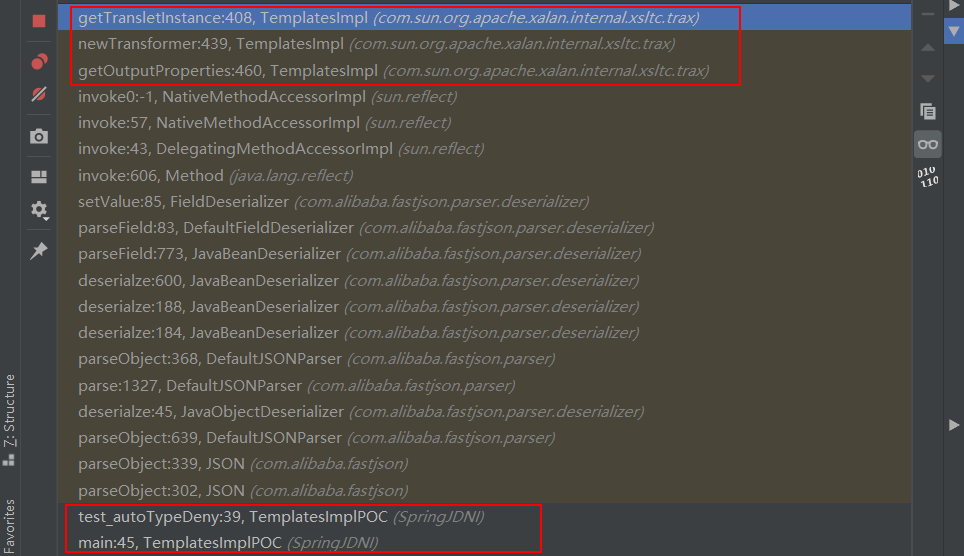 getTransletInstance:408, TemplatesImpl (com.sun.org.apache.xalan.internal.xsltc.trax)
newTransformer:439, TemplatesImpl (com.sun.org.apache.xalan.internal.xsltc.trax)
getOutputProperties:460, TemplatesImpl (com.sun.org.apache.xalan.internal.xsltc.trax)
invoke0:-1, NativeMethodAccessorImpl (sun.reflect)
invoke:57, NativeMethodAccessorImpl (sun.reflect)
invoke:43, DelegatingMethodAccessorImpl (sun.reflect)
invoke:606, Method (java.lang.reflect)
setValue:85, FieldDeserializer (com.alibaba.fastjson.parser.deserializer)
parseField:83, DefaultFieldDeserializer (com.alibaba.fastjson.parser.deserializer)
parseField:773, JavaBeanDeserializer (com.alibaba.fastjson.parser.deserializer)
deserialze:600, JavaBeanDeserializer (com.alibaba.fastjson.parser.deserializer)
deserialze:188, JavaBeanDeserializer (com.alibaba.fastjson.parser.deserializer)
deserialze:184, JavaBeanDeserializer (com.alibaba.fastjson.parser.deserializer)
parseObject:368, DefaultJSONParser (com.alibaba.fastjson.parser)
parse:1327, DefaultJSONParser (com.alibaba.fastjson.parser)
deserialze:45, JavaObjectDeserializer (com.alibaba.fastjson.parser.deserializer)
parseObject:639, DefaultJSONParser (com.alibaba.fastjson.parser)
parseObject:339, JSON (com.alibaba.fastjson)
parseObject:302, JSON (com.alibaba.fastjson)
test_autoTypeDeny:39, TemplatesImplPOC (SpringJDNI)
main:45, TemplatesImplPOC (SpringJDNI)
Z: Structure
Favorites
010
110